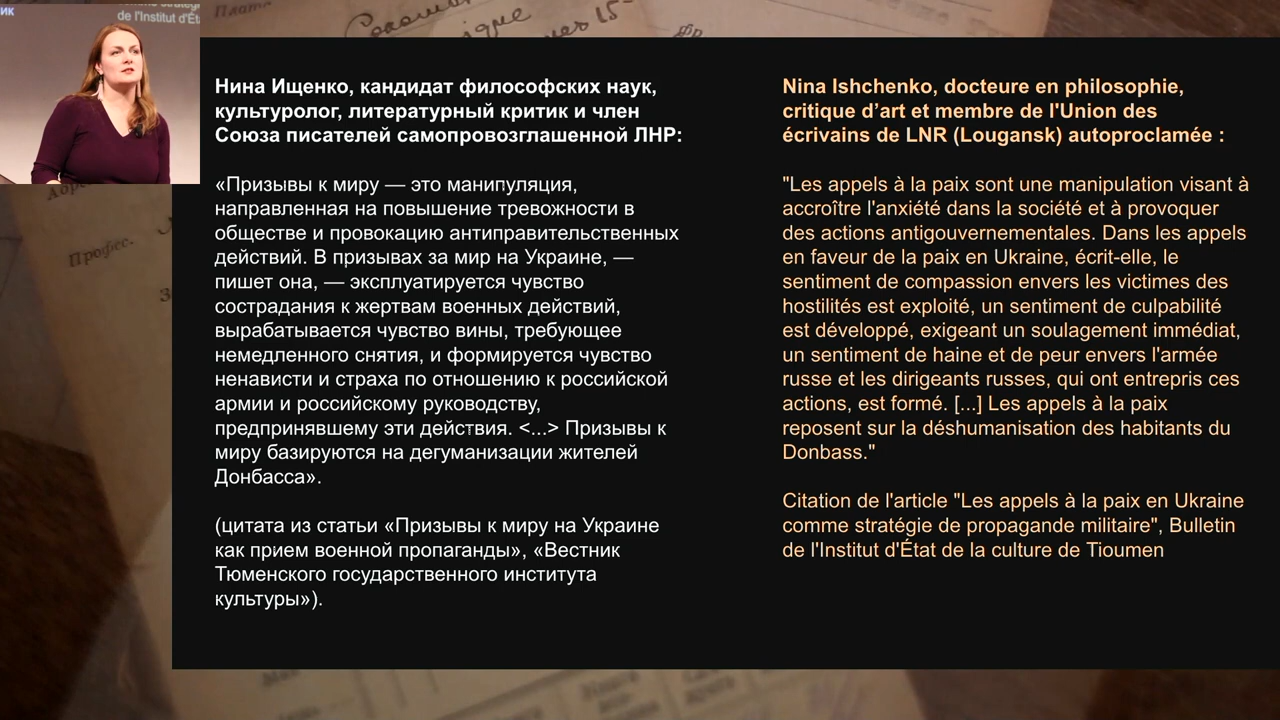 ИК
de l'Institut d'Ét
Плате
15-
Профес.
Нина Ищенко, кандидат философских наук,
культуролог, литературный критик и член
Союза писателей самопровозглашенной ЛНР:
«Призывы к миру — это манипуляция,
направленная на повышение тревожности в
обществе и провокацию антиправительственных
действий. В призывах за мир на Украине, —
пишет она, — эксплуатируется чувство
сострадания к жертвам военных действий,
вырабатывается чувство вины, требующее
немедленного снятия, и формируется чувство
ненависти и страха по отношению к российской
армии и российскому руководству,
предпринявшему эти действия. <...> Призывы к
миру базируются на дегуманизации жителей
Донбасса».
(цитата из статьи «Призывы к миру на Украине
как прием военной пропаганды», «Вестник
Тюменского государственного института
культуры»).
Nina Ishchenko, docteure en philosophie,
critique d’art et membre de l'Union des
écrivains de LNR (Lougansk) autoproclamée :
"Les appels à la paix sont une manipulation visant à
accroître l'anxiété dans la société et à provoquer
des actions antigouvernementales. Dans les appels
en faveur de la paix en Ukraine, écrit-elle, le
sentiment de compassion envers les victimes des
hostilités est exploité, un sentiment de culpabilité
est développé, exigeant un soulagement immédiat,
un sentiment de haine et de peur envers l'armée
russe et les dirigeants russes, qui ont entrepris ces
actions, est formé. [...] Les appels à la paix
reposent sur la déshumanisation des habitants du
Donbass."
Citation de l'article "Les appels à la paix en Ukraine
comme stratégie de propagande militaire", Bulletin
de l'Institut d'État de la culture de Tioumen